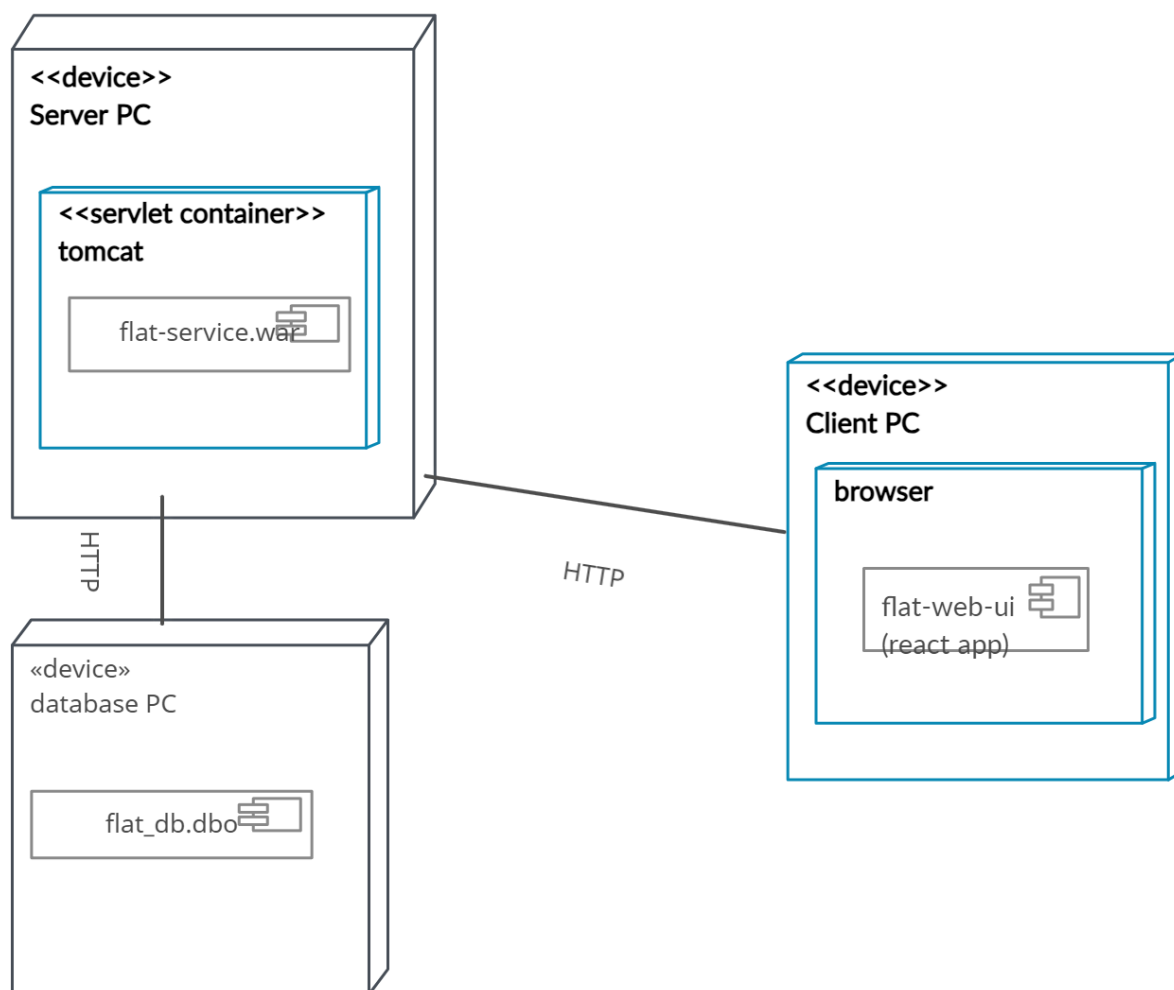 <<device>>
Server PC
<<servlet container>>
tomcat
flat-service.war
HTTP
HTTP
<<device>>
Client PC
browser
flat-web-ui
(react app)
«device»
database PC
flat_db.dbo